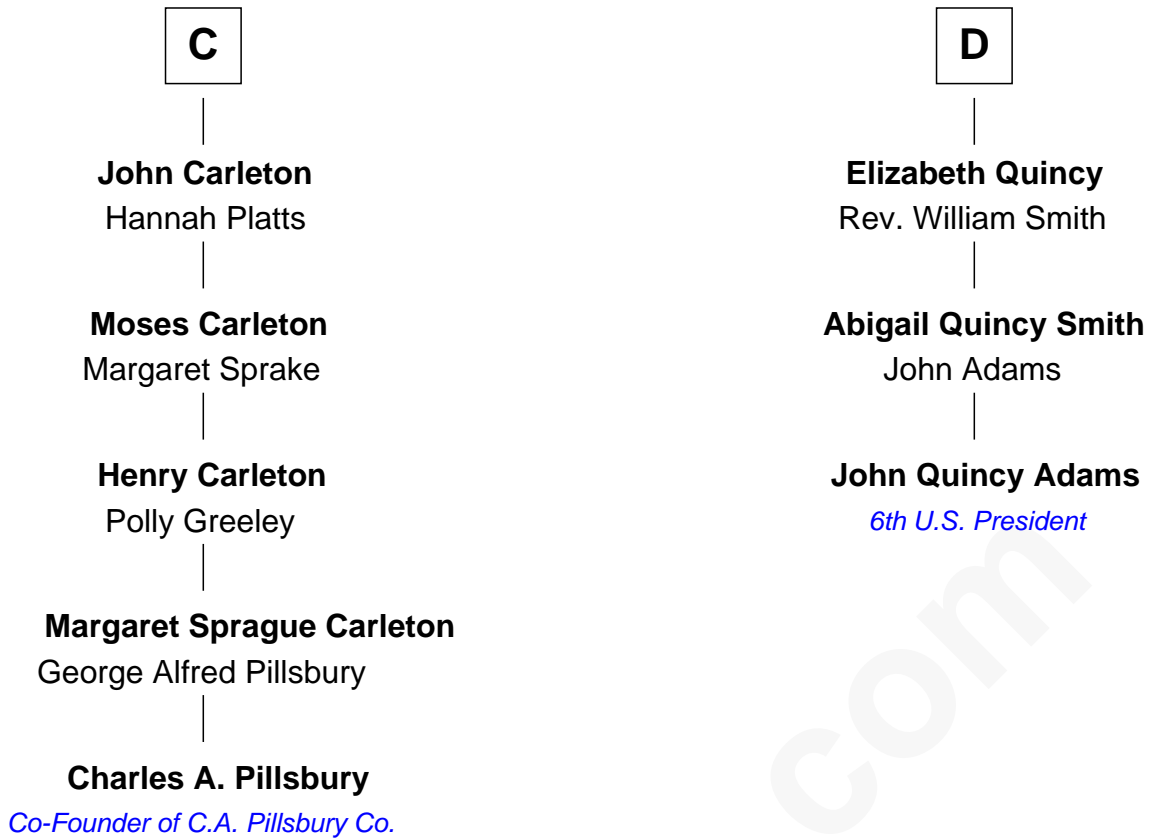 C
John Carleton
Hannah Platts
Moses Carleton
Margaret Sprake
Henry Carleton
Polly Greeley
Margaret Sprague Carleton
George Alfred Pillsbury
Charles A. Pillsbury
Co-Founder of C.A. Pillsbury Co.
D
Elizabeth Quincy
Rev. William Smith
Abigail Quincy Smith
John Adams
John Quincy Adams
6th U.S. President
com